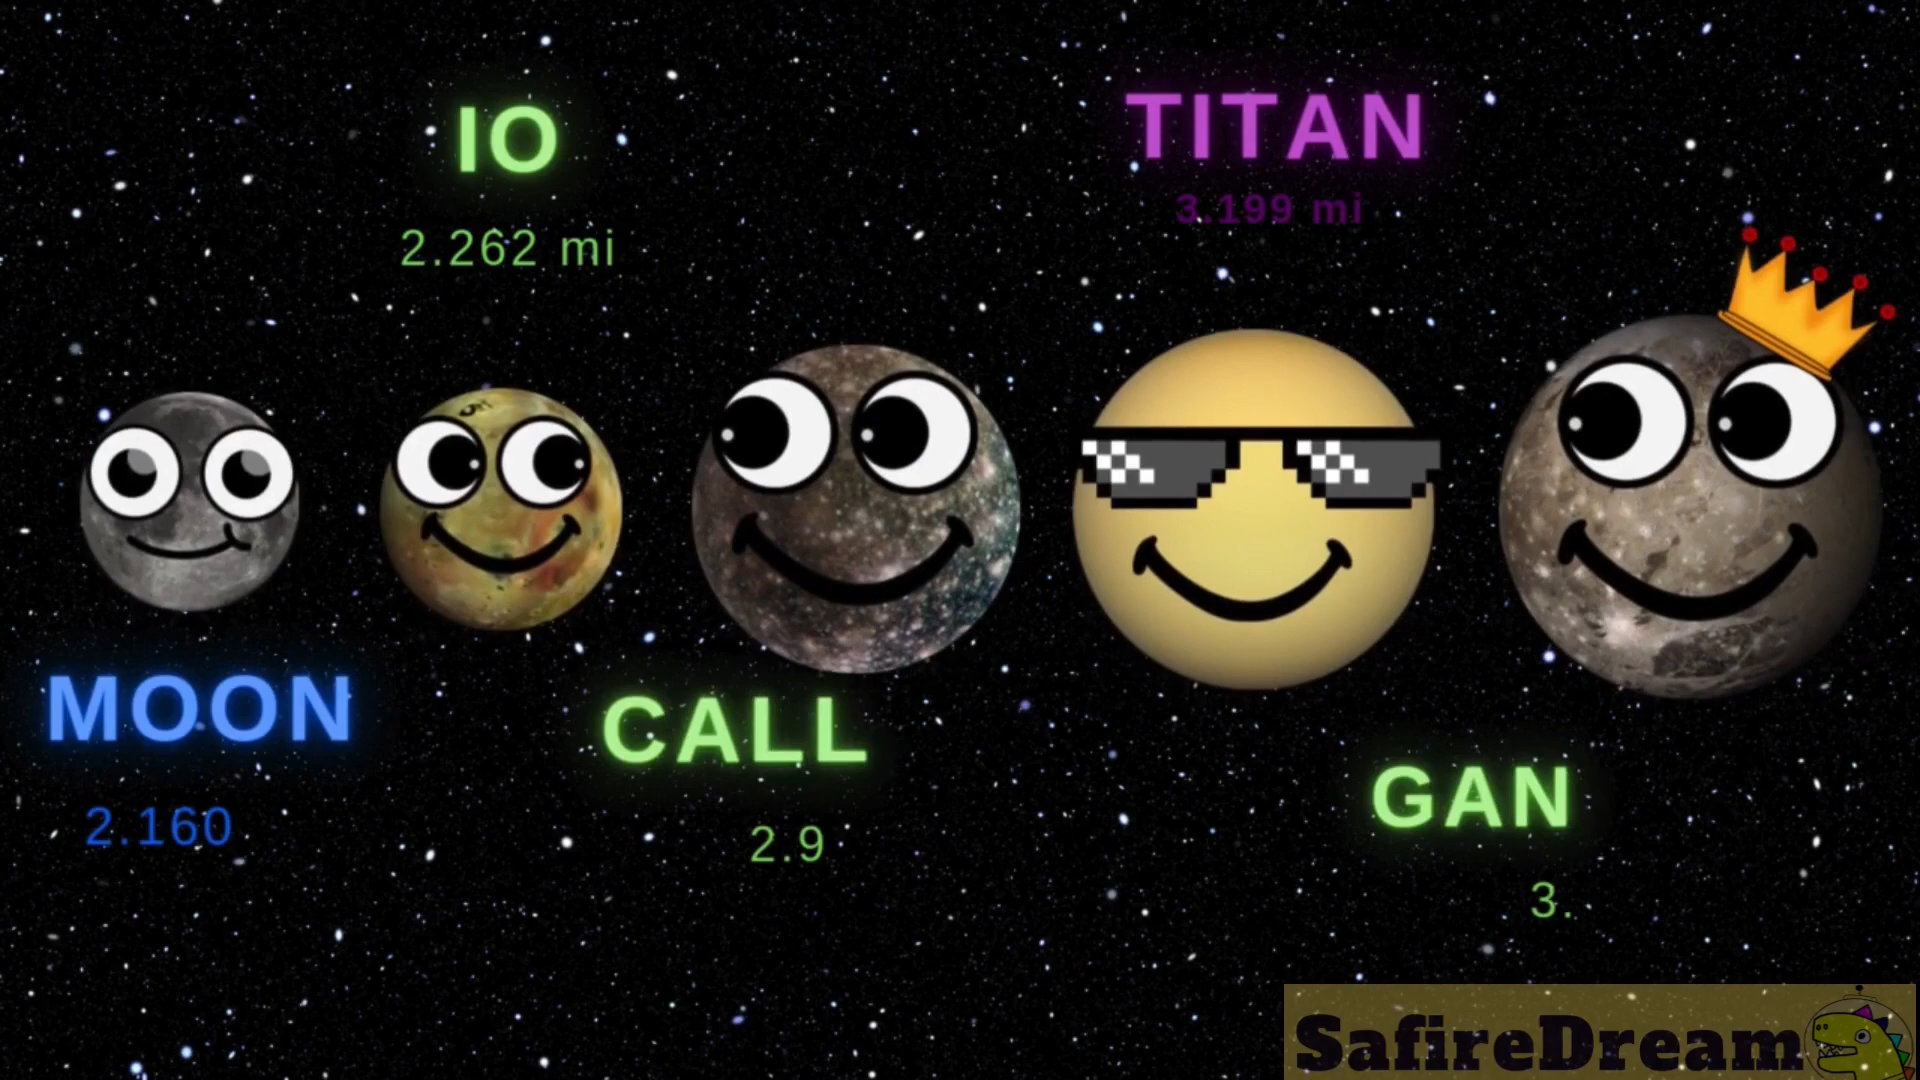 IO
2.262 mi
TITAN
3.199 mi
MOON
2.160
CALL
2.9
GAN
3.
SafireDream